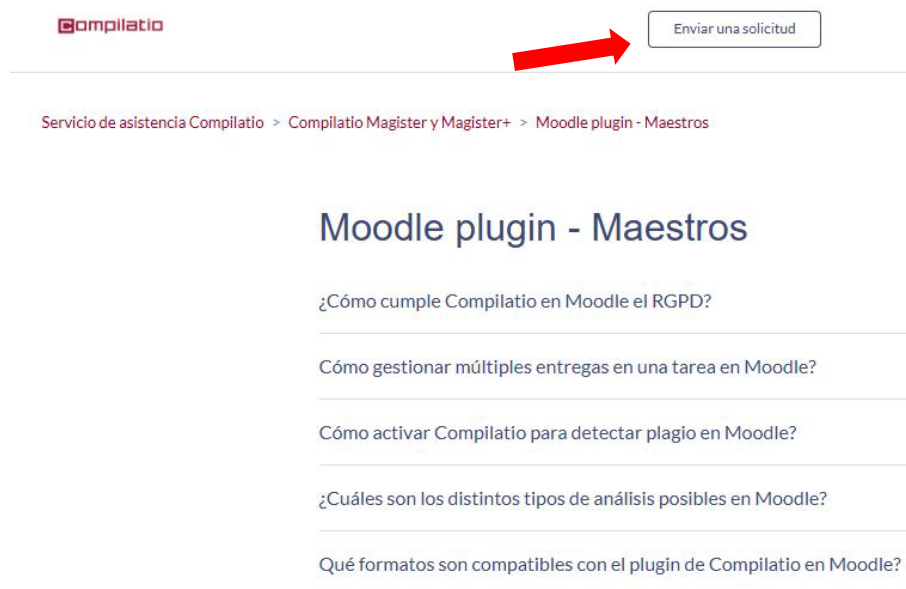 Compilatio
Enviar una solicitud
Servicio de asistencia Compilatio > Compilatio Magister y Magister+ > Moodle plugin - Maestros
Moodle plugin - Maestros
¿Cómo cumple Compilatio en Moodle el RGPD?
Cómo gestionar múltiples entregas en una tarea en Moodle?
Cómo activar Compilatio para detectar plagio en Moodle?
¿Cuáles son los distintos tipos de análisis posibles en Moodle?
Qué formatos son compatibles con el plugin de Compilatio en Moodle?